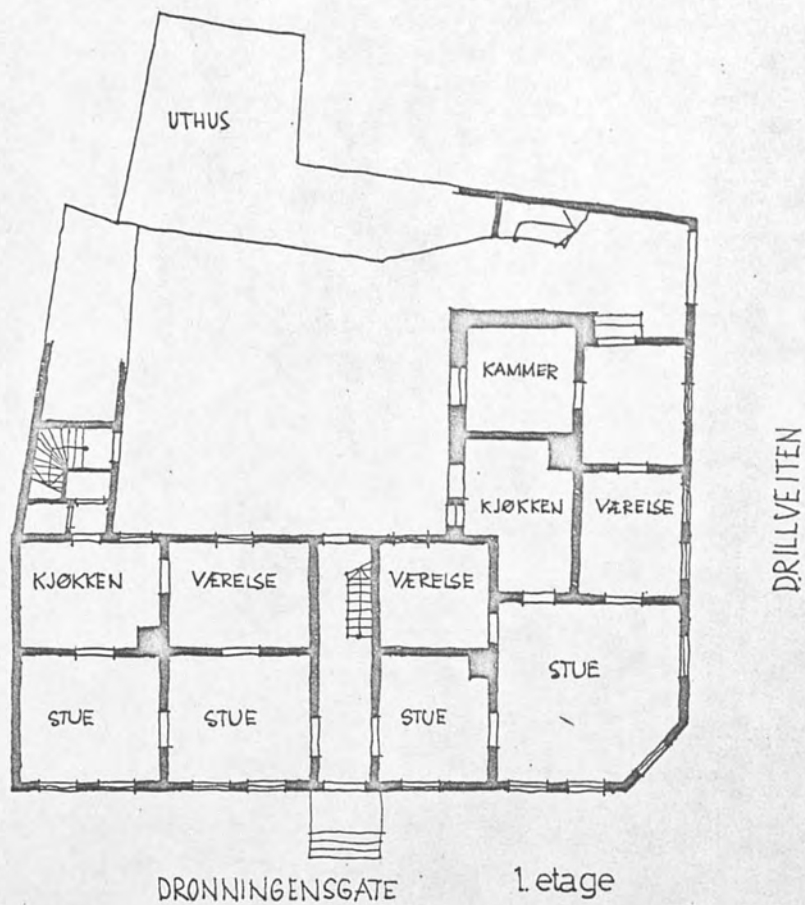 UTHUS
KAMMER
KJØKKEN
VÆRELSE
KJØKKEN
VÆRELSE
VÆRELSE
STUE
STUE
STUE
STUE
DRILLVEITEN
DRONNINGENSGATE
1. etage